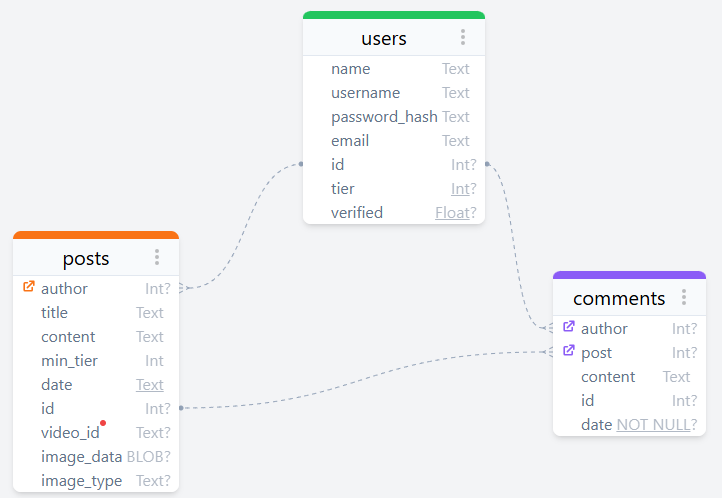 users
name Text
username Text
password_hash Text
email Text
id Int?
tier Int?
verified Float?
posts
author Int?
title Text
content Text
min_tier Int
date Text
id Int?
video_id Text?
image_data BLOB?
image_type Text?
comments
author Int?
post Int?
content Text
id Int?
date NOT NULL?